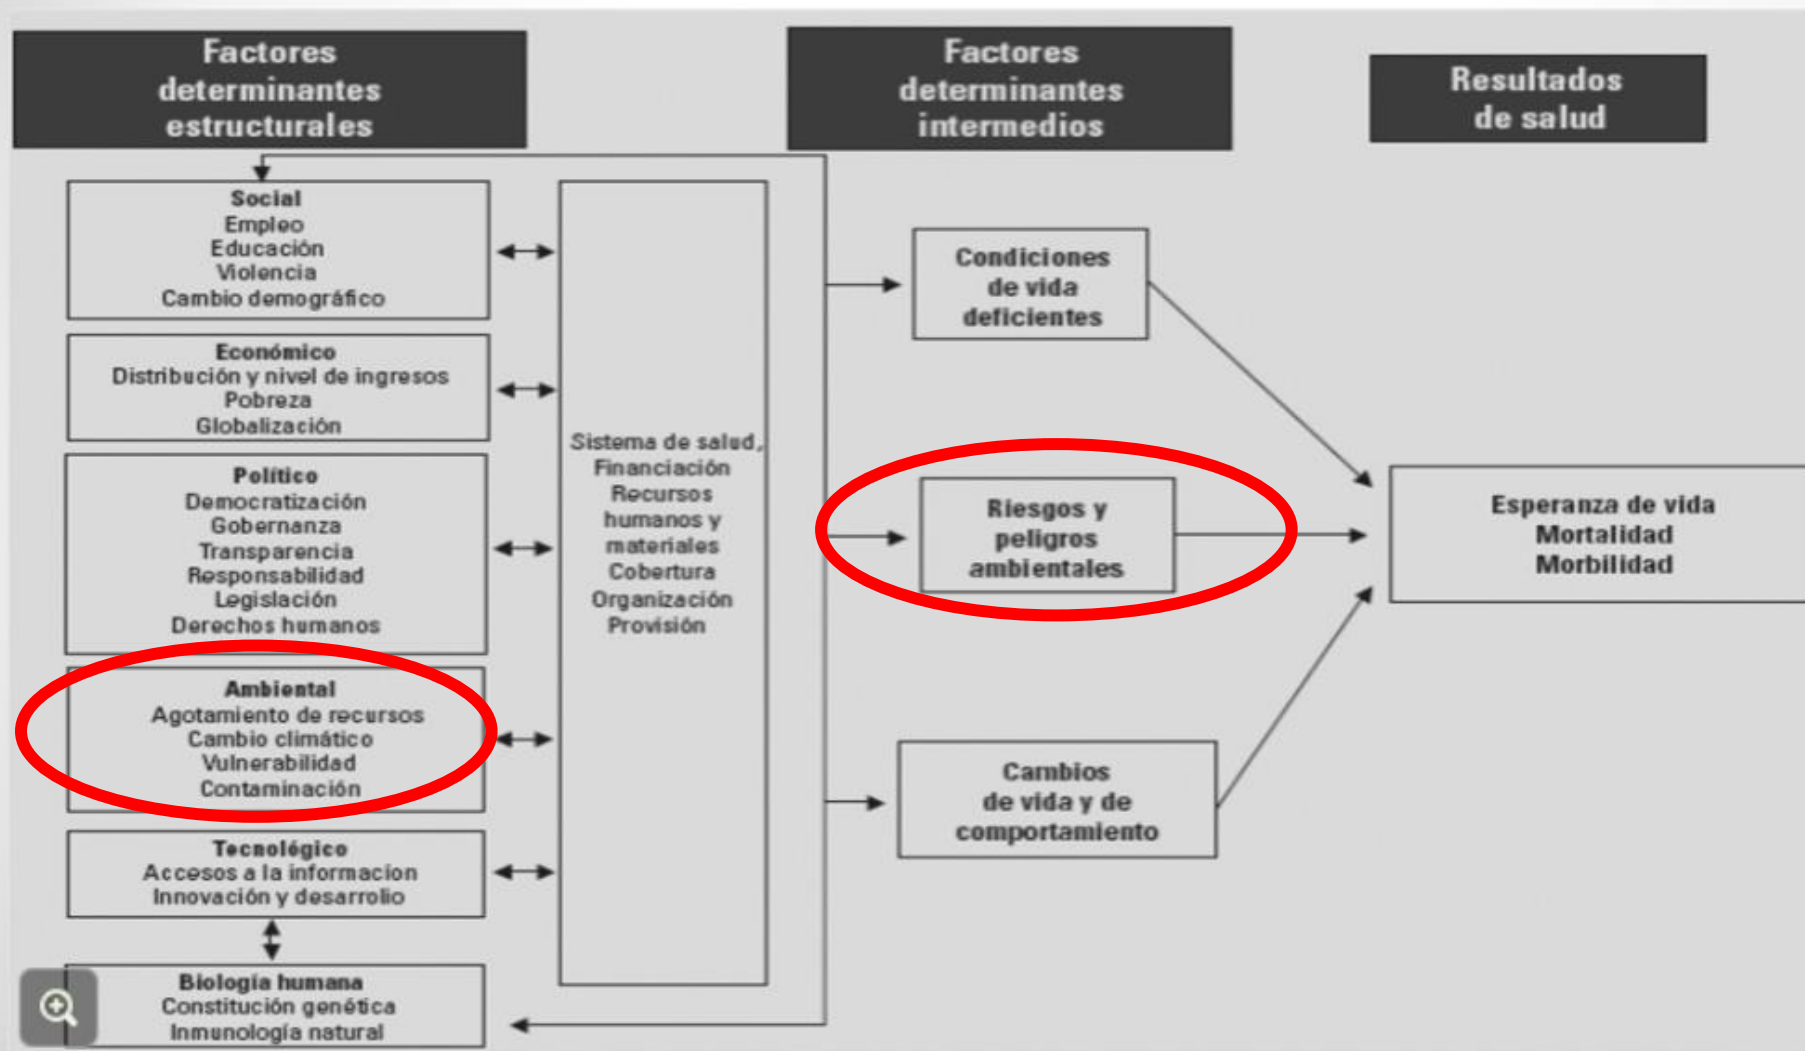 Factores
determinantes
estructurales
Factores
determinantes
intermedios
Resultados
de salud
Social
Empleo
Educación
Violencia
Cambio demográfico
Económico
Distribución y nivel de ingresos
Pobreza
Globalización
Político
Democratización
Gobernanza
Transparencia
Responsabilidad
Legislación
Derechos humanos
Ambiental
Agotamiento de recursos
Cambio climático
Vulnerabilidad
Contaminación
Tecnológico
Accesos a la informacion
Innovación y desarrolio
Biología humana
Constitución genética
Inmunología natural
Sistema de salud,
Financiación
Recursos
humanos y
materiales
Cobertura
Organización
Provisión
Condiciones
de vida
deficientes
Riesgos y
peligros
ambientales
Cambios
de vida y de
comportamiento
Esperanza de vida
Mortalidad
Morbilidad